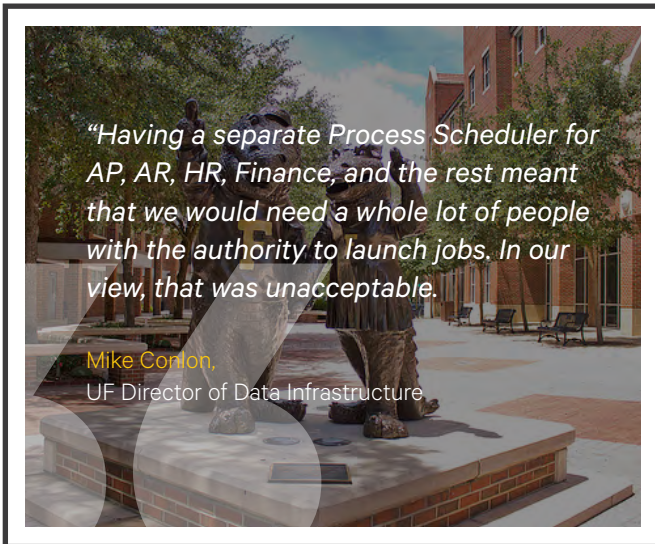 “Having a separate Process Scheduler for
AP, AR, HR, Finance, and the rest meant
that we would need a whole lot of people
with the authority to launch jobs. In our
view, that was unacceptable.
Mike Conlon,
UF Director of Data Infrastructure
F